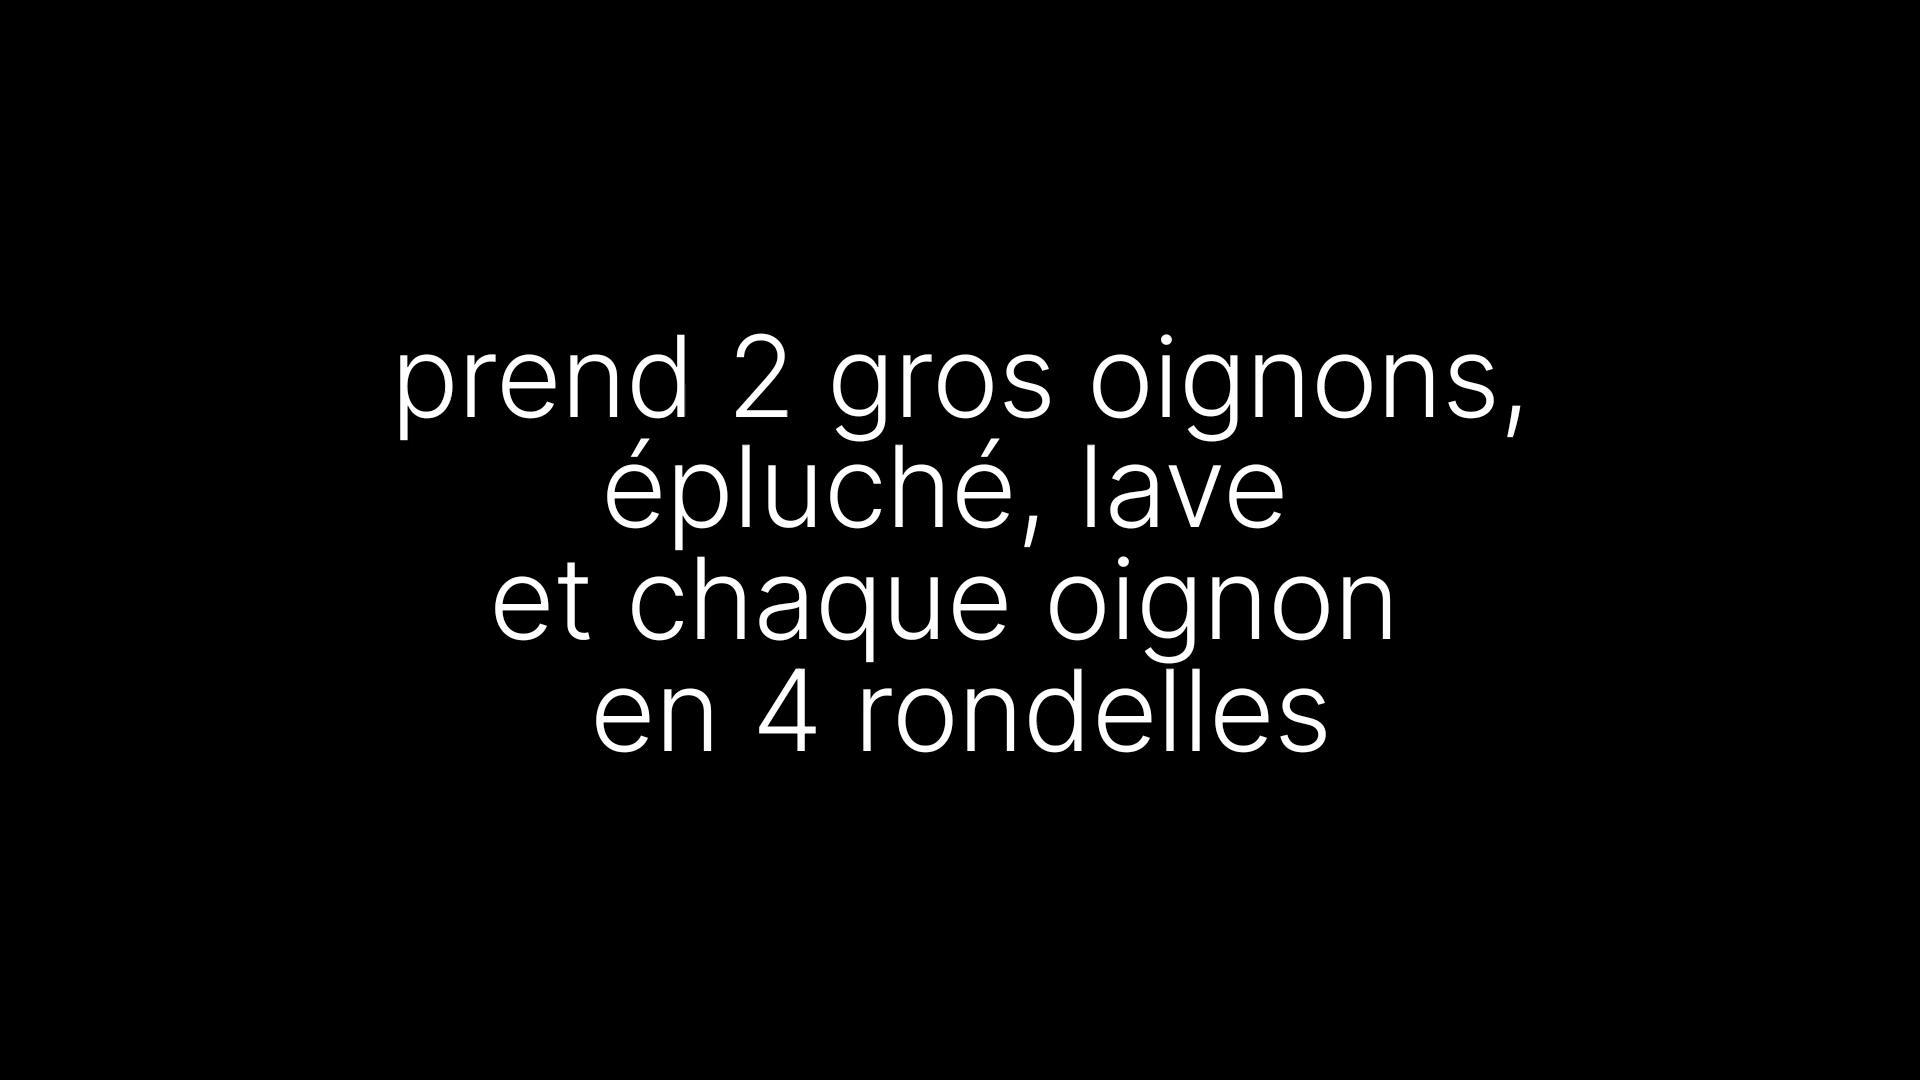 prend 2 gros oignons,
épluché, lave
et chaque oignon
en 4 rondelles